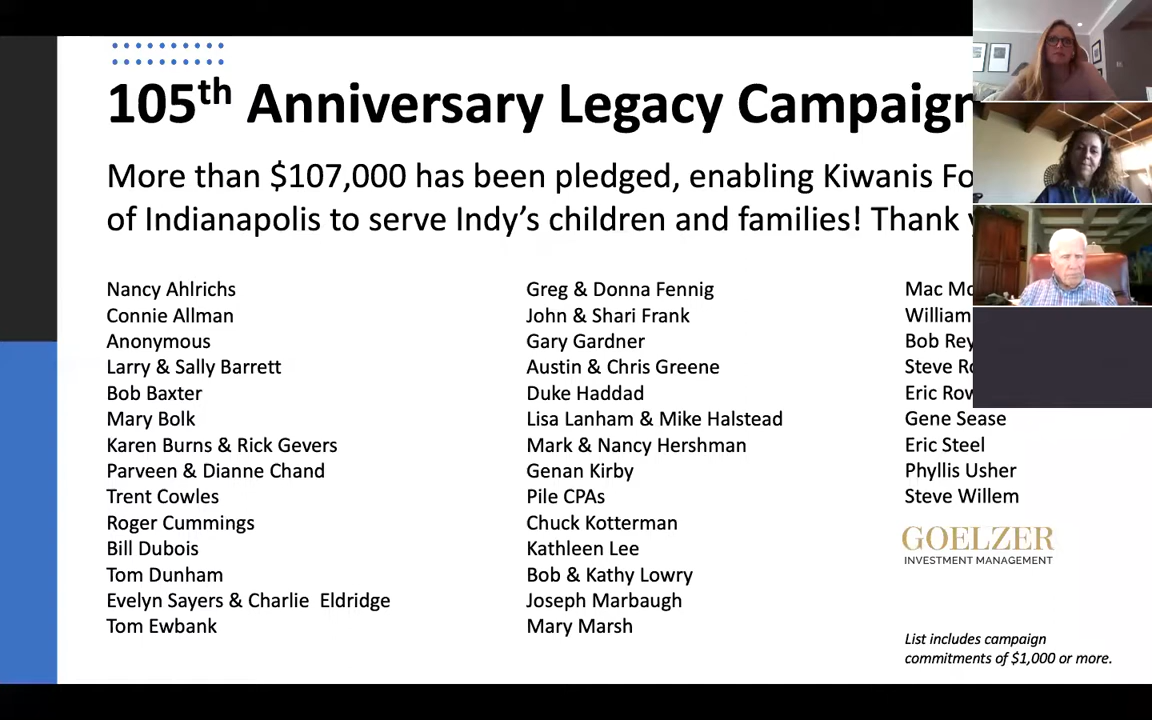 105th Anniversary Legacy Campaign
More than $107,000 has been pledged, enabling Kiwanis
of Indianapolis to serve Indy's children and families! Thank
Nancy Ahlrichs
Connie Allman
Anonymous
Larry & Sally Barrett
Bob Baxter
Mary Bolk
Karen Burns & Rick Gevers
Parveen & Dianne Chand
Trent Cowles
Roger Cummings
Bill Dubois
Tom Dunham
Evelyn Sayers & Charlie Eldridge
Tom Ewbank
Greg & Donna Fennig
John & Shari Frank
Gary Gardner
Austin & Chris Greene
Duke Haddad
Lisa Lanham & Mike Halstead
Mark & Nancy Hershman
Genan Kirby
Pile CPAs
Chuck Kotterman
Kathleen Lee
Bob & Kathy Lowry
Joseph Marbaugh
Mary Marsh
Mac
William
Bob
Steve
Eric
Gene Sease
Eric Steel
Phyllis Usher
Steve Willem
GOELZER
INVESTMENT MANAGEMENT
List includes campaign
commitments of $1,000 or more.